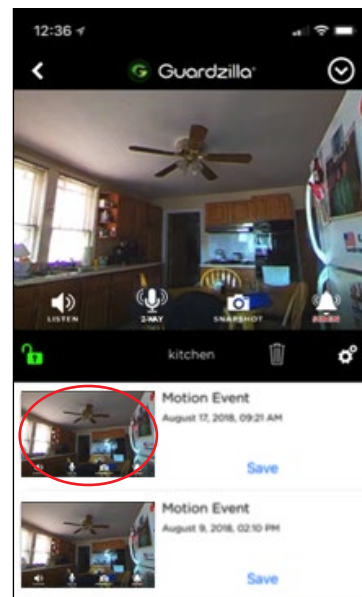 12:36
Guardzilla
LISTEN
2-WAY
SNAPSHOT
SIREN
kitchen
Motion Event
August 17, 2018, 09:21 AM
Save
Motion Event
August 9, 2018, 02:10 PM
Save